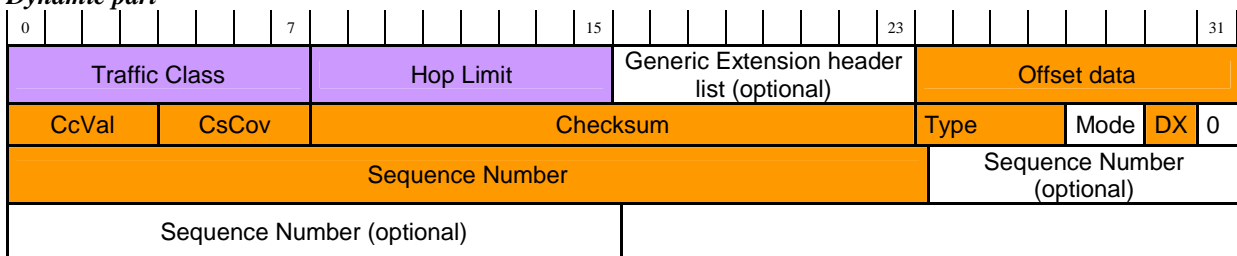 Dynamic part
0 7 15 23 31
Traffic Class Hop Limit Generic Extension header
list (optional) Offset data
CcVal CsCov Checksum Type Mode DX 0
Sequence Number Sequence Number
(optional)
Sequence Number (optional)